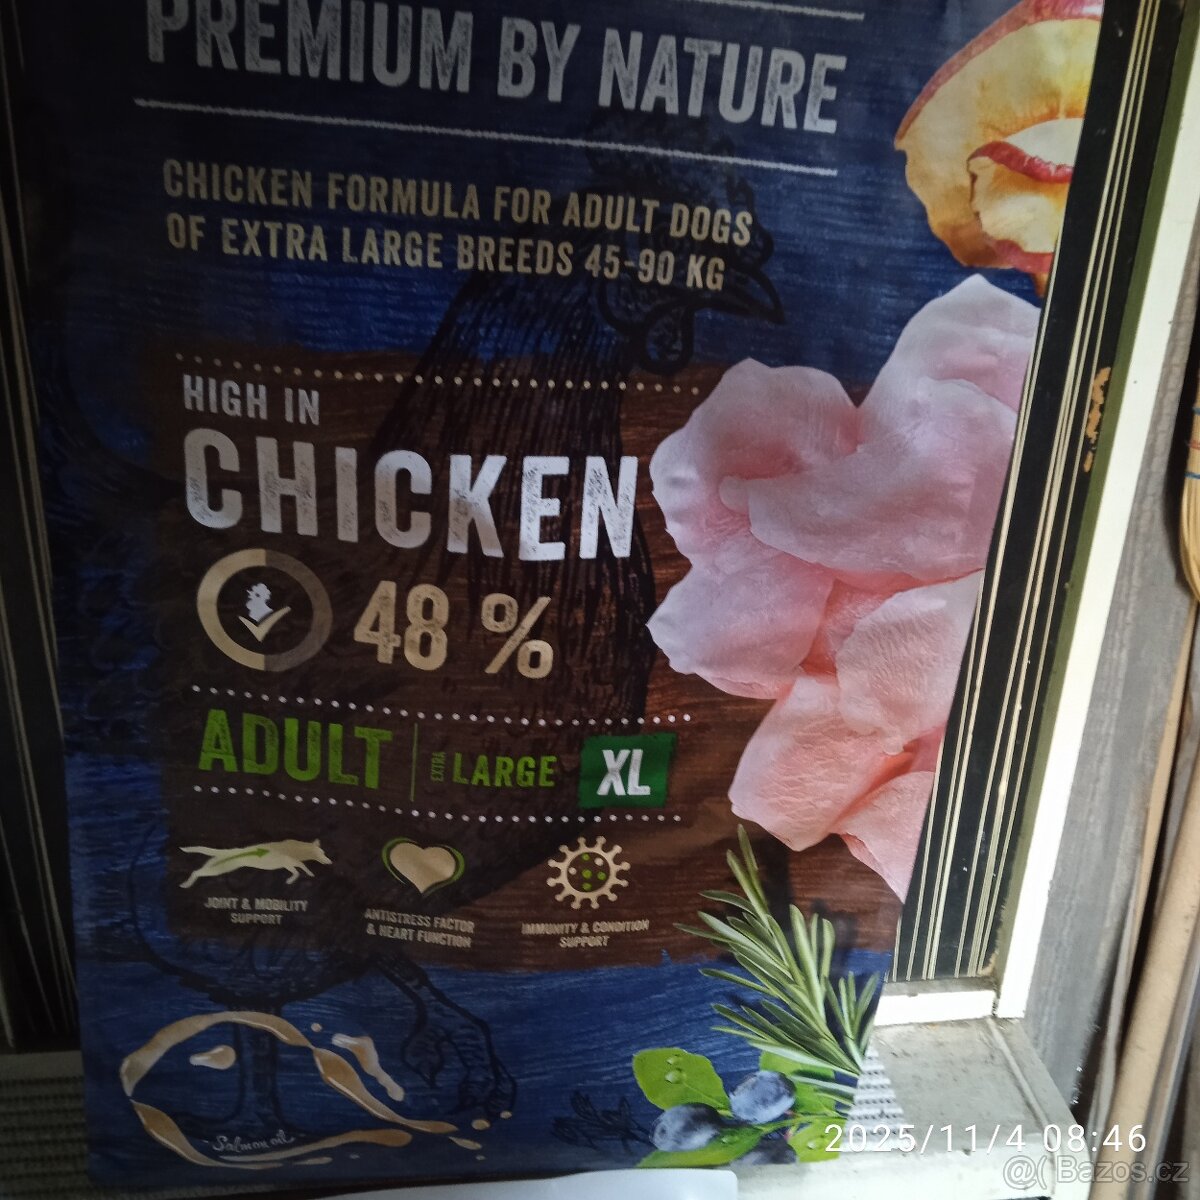 PREMIUM BY NATURE
CHICKEN FORMULA FOR ADULT DOGS
OF EXTRA LARGE BREEDS 45-90 KG
HIGH IN
CHICKEN
48 %
ADULT EXTRA LARGE XL
JOINT & MOBILITY
SUPPORT
ANTISTRESS FACTOR
& HEART FUNCTION
IMMUNITY & CONDITION
SUPPORT
Salmon oil
2025/11/4 08:46
@( Bazos.cz